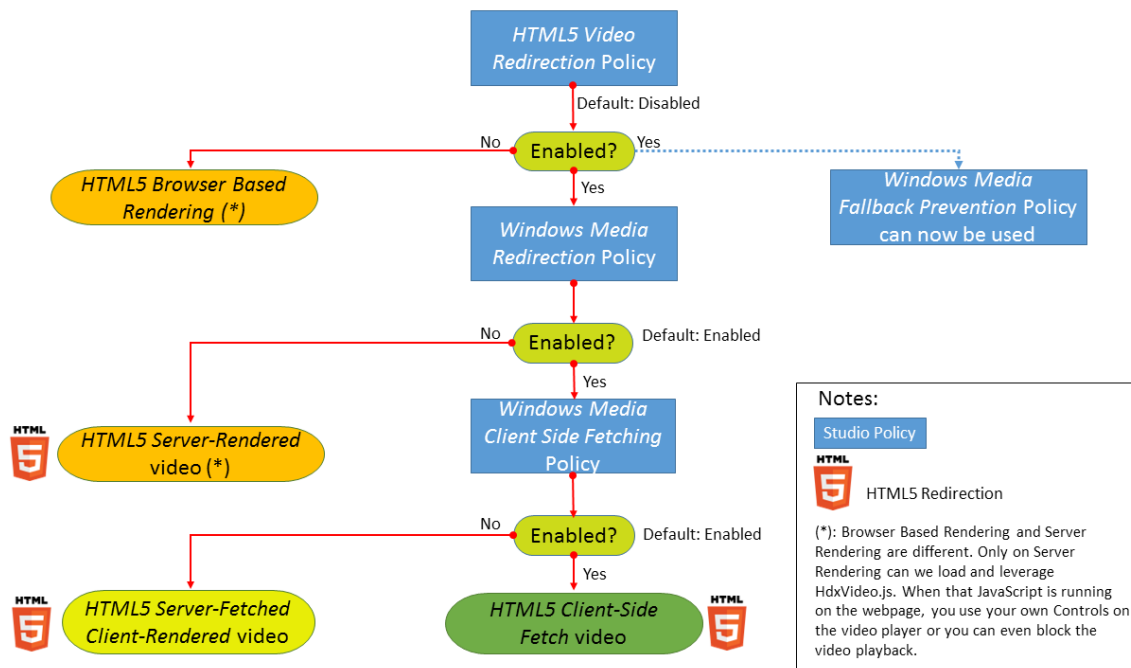 HTML5 Video
Redirection Policy
Default: Disabled
No
Enabled?
Yes
HTML5 Browser Based
Rendering (*)
Yes
Windows Media
Fallback Prevention Policy
can now be used
Windows Media
Redirection Policy
No
Enabled?
Default: Enabled
Yes
HTML
5
HTML5 Server-Rendered
video (*)
Windows Media
Client Side Fetching
Policy
No
Enabled?
Default: Enabled
Yes
HTML
5
HTML5 Server-Fetched
Client-Rendered video
HTML5 Client-Side
Fetch video
HTML
5
Notes:
Studio Policy
HTML
5
HTML5 Redirection
(*): Browser Based Rendering and Server
Rendering are different. Only on Server
Rendering can we load and leverage
HdxVideo.js. When that JavaScript is running
on the webpage, you use your own Controls on
the video player or you can even block the
video playback.